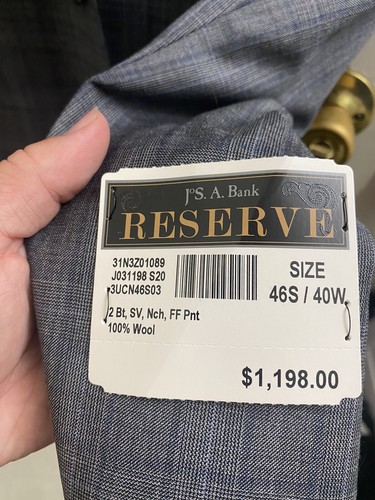 JoS. A. Bank
RESERVE
31N3Z01089
J031198 S20
3UCN46S03
SIZE
46S / 40W
2 Bt, SV, Nch, FF Pnt
100% Wool
$1,198.00